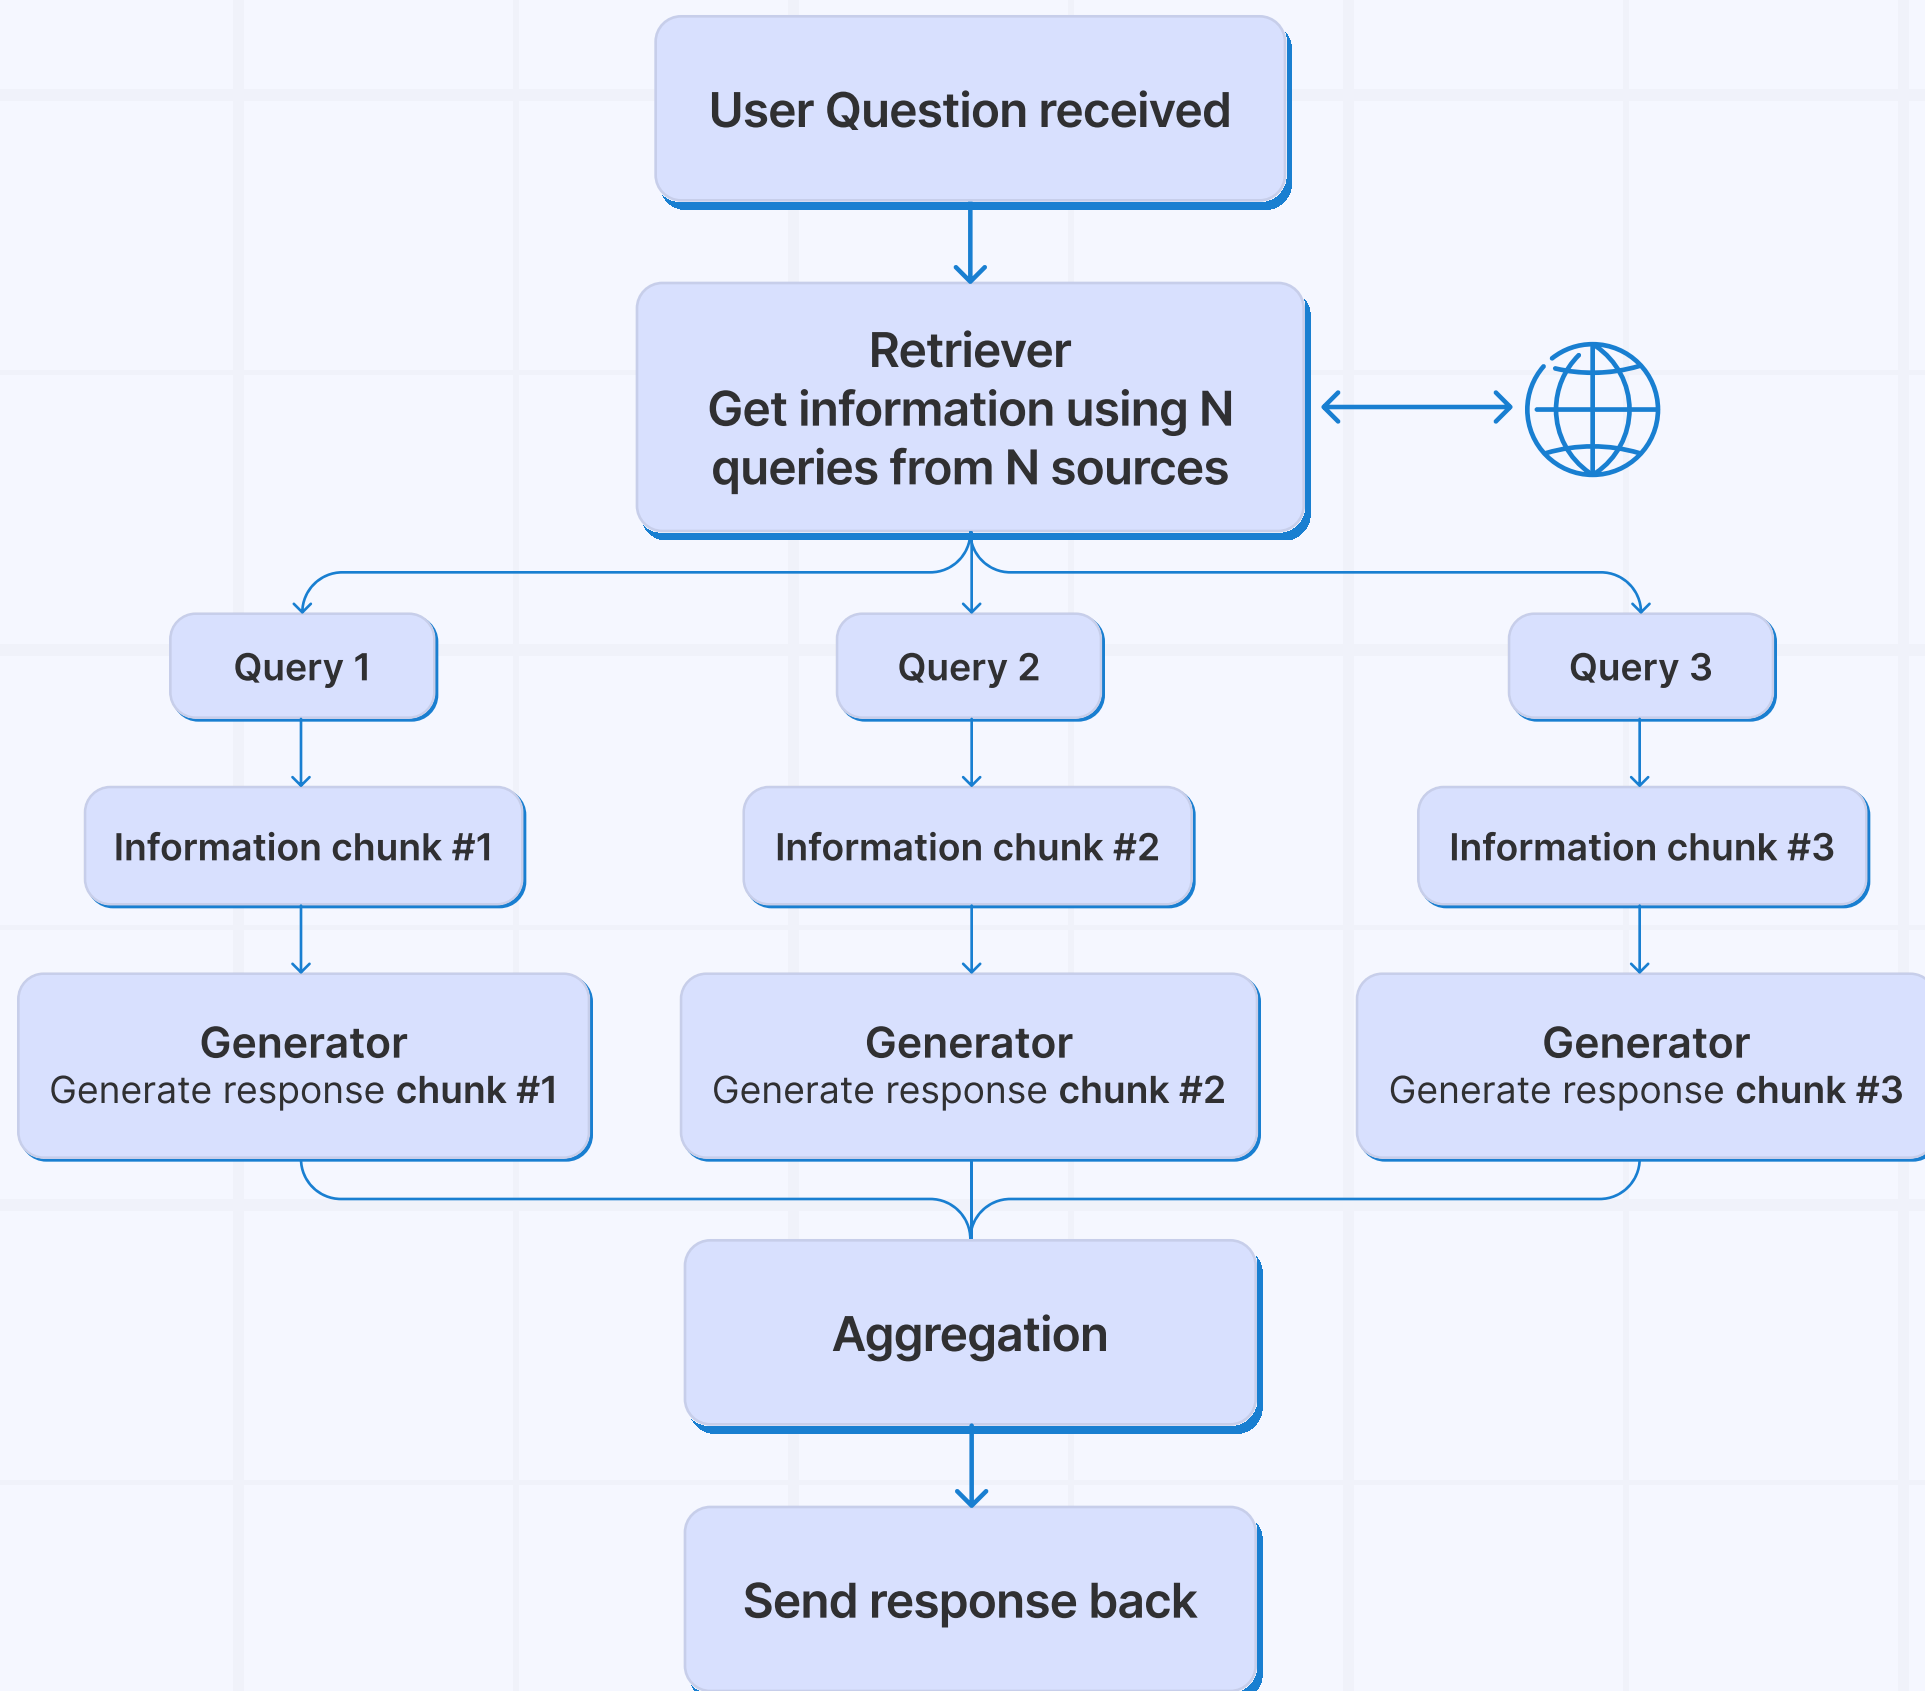 User Question received
Retriever
Get information using N
queries from N sources
Query 1
Query 2
Query 3
Information chunk #1
Information chunk #2
Information chunk #3
Generator
Generate response chunk #1
Generator
Generate response chunk #2
Generator
Generate response chunk #3
Aggregation
Send response back